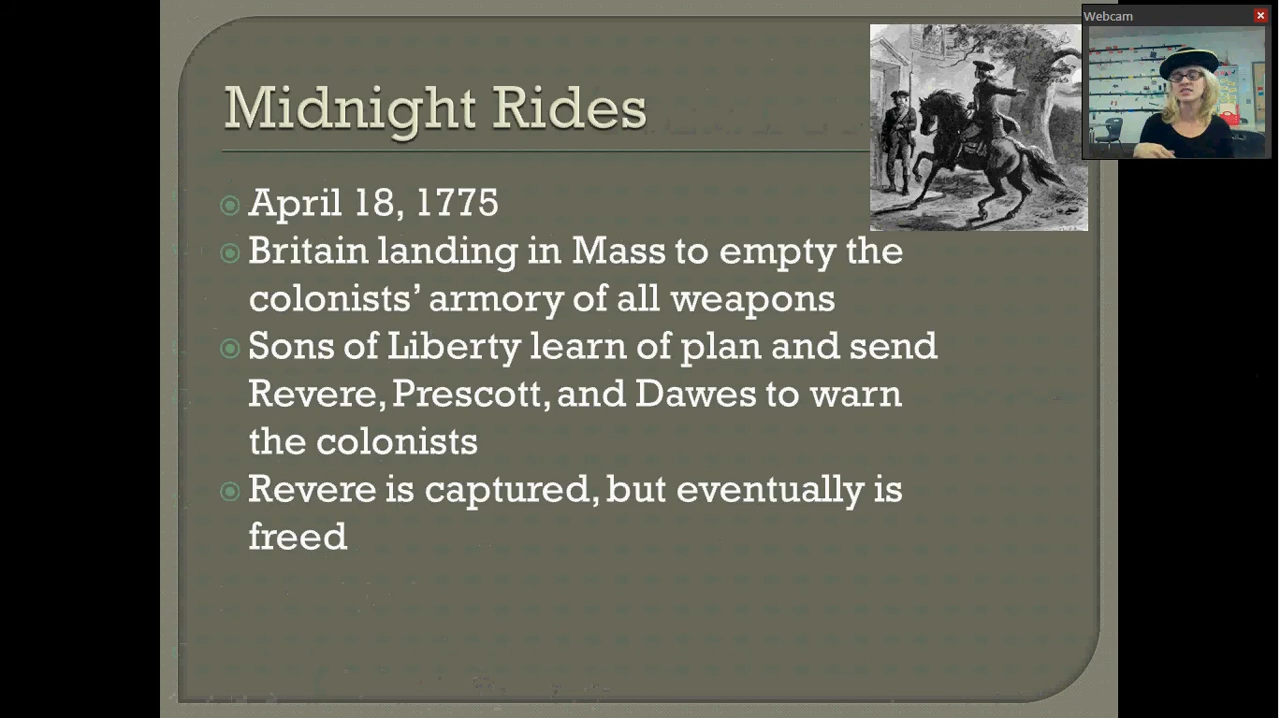 Webcam
Midnight Rides
April 18, 1775
Britain landing in Mass to empty the
colonists’ armory of all weapons
Sons of Liberty learn of plan and send
Revere, Prescott, and Dawes to warn
the colonists
Revere is captured, but eventually is
freed